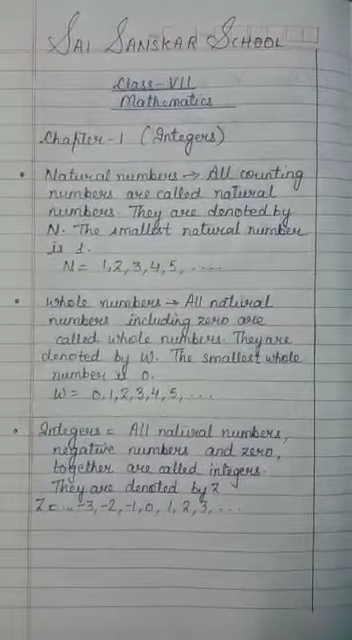 SAI SANSKAR SCHOOL
Class-VII
Mathematics
Chapter-1 (Integers)
• Natural numbers → All counting
numbers are called natural
numbers. They are denoted by
N. The smallest natural number
is 1.
N = 1,2,3,4,5, .....
• Whole numbers → All natural
numbers including zero are
called whole numbers. They are
denoted by W. The smallest whole
number is 0.
W = 0,1,2,3,4,5, ...
• Integers = All natural numbers,
negative numbers and zero,
together are called integers.
They are denoted by Z
Z = ... -3, -2, -1, 0, 1, 2, 3, ...